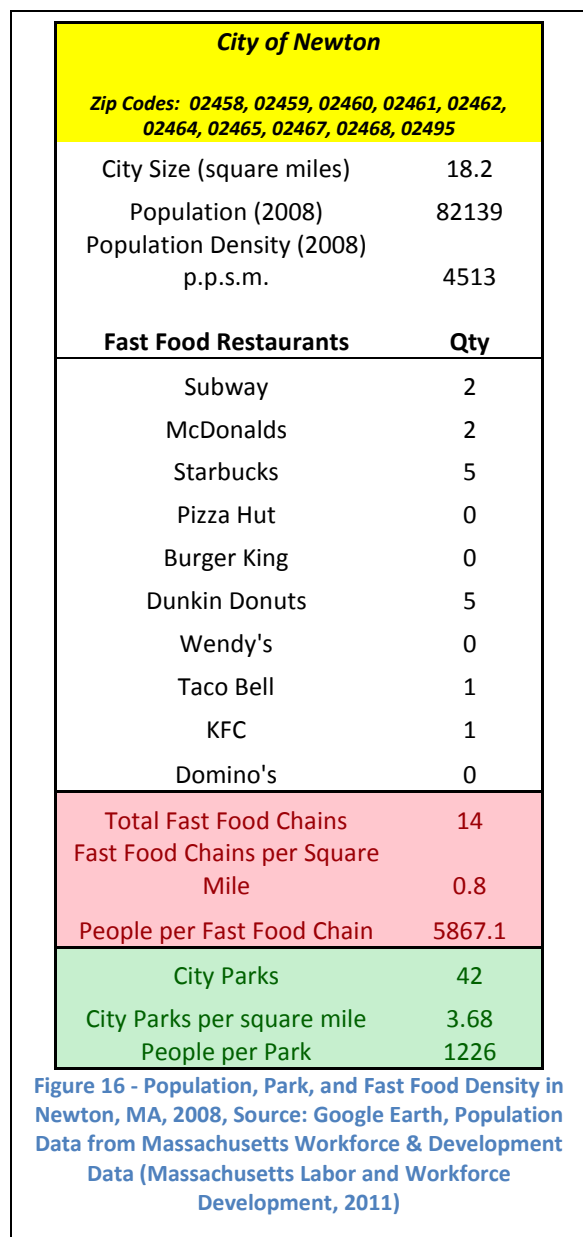 City of Newton
Zip Codes: 02458, 02459, 02460, 02461, 02462,
02464, 02465, 02467, 02468, 02495
City Size (square miles) 18.2
Population (2008) 82139
Population Density (2008)
p.p.s.m. 4513
Fast Food Restaurants Qty
Subway 2
McDonalds 2
Starbucks 5
Pizza Hut 0
Burger King 0
Dunkin Donuts 5
Wendy's 0
Taco Bell 1
KFC 1
Domino's 0
Total Fast Food Chains 14
Fast Food Chains per Square
Mile 0.8
People per Fast Food Chain 5867.1
City Parks 42
City Parks per square mile 3.68
People per Park 1226
Figure 16 - Population, Park, and Fast Food Density in
Newton, MA, 2008, Source: Google Earth, Population
Data from Massachusetts Workforce & Development
Data (Massachusetts Labor and Workforce
Development, 2011)